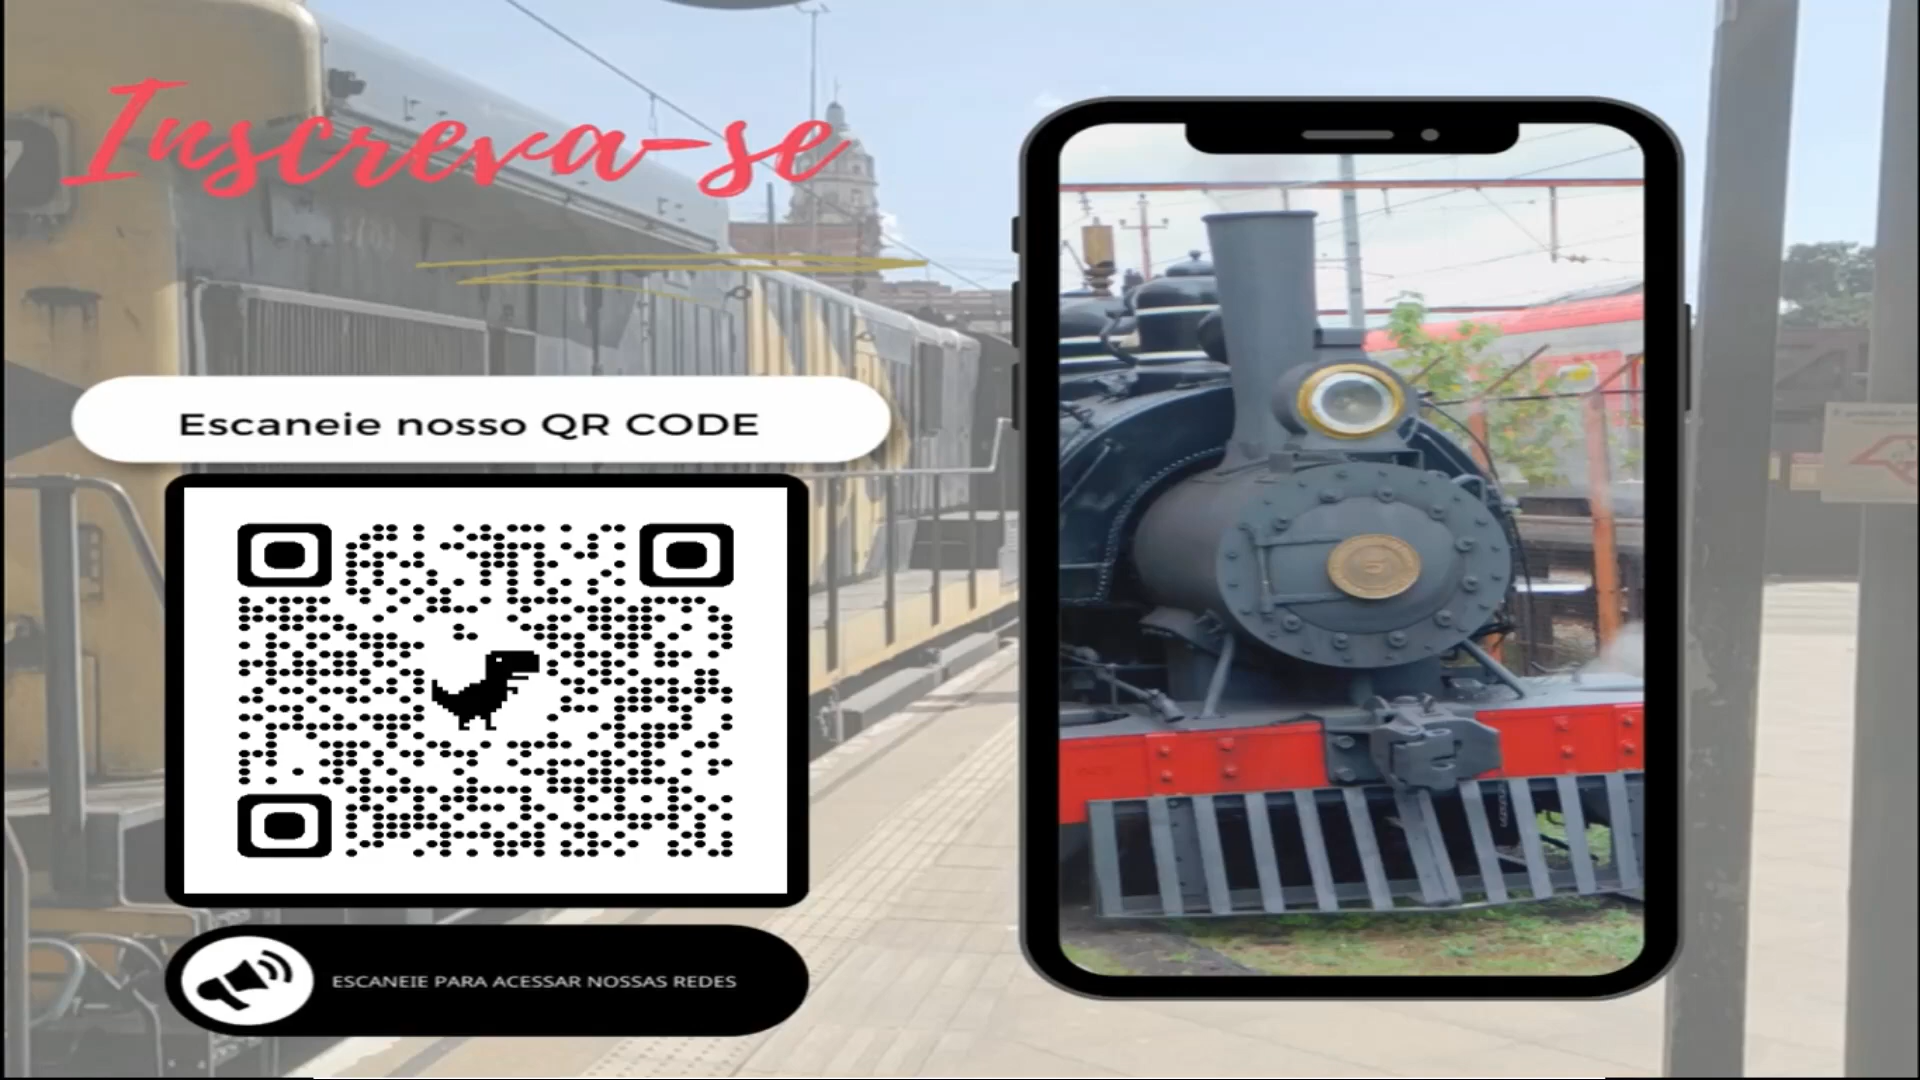 Inscreva-se
Escaneie nosso QR CODE
ESCANEIE PARA ACESSAR NOSSAS REDES